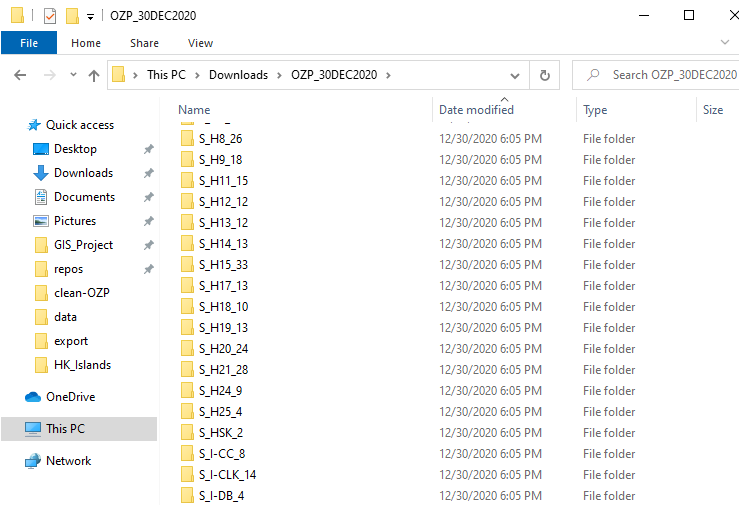 OZP_30DEC2020
File Home Share View
This PC Downloads OZP_30DEC2020 Search OZP_30DEC2020
Name Date modified Type Size
Quick access
Desktop
Downloads
Documents
Pictures
GIS_Project
repos
clean-OZP
data
export
HK_Islands
OneDrive
This PC
Network
S_H8_26 12/30/2020 6:05 PM File folder
S_H9_18 12/30/2020 6:05 PM File folder
S_H11_15 12/30/2020 6:05 PM File folder
S_H12_12 12/30/2020 6:05 PM File folder
S_H13_12 12/30/2020 6:05 PM File folder
S_H14_13 12/30/2020 6:05 PM File folder
S_H15_33 12/30/2020 6:05 PM File folder
S_H17_13 12/30/2020 6:05 PM File folder
S_H18_10 12/30/2020 6:05 PM File folder
S_H19_13 12/30/2020 6:05 PM File folder
S_H20_24 12/30/2020 6:05 PM File folder
S_H21_28 12/30/2020 6:05 PM File folder
S_H24_9 12/30/2020 6:05 PM File folder
S_H25_4 12/30/2020 6:05 PM File folder
S_HSK_2 12/30/2020 6:05 PM File folder
S_I-CC_8 12/30/2020 6:05 PM File folder
S_I-CLK_14 12/30/2020 6:05 PM File folder
S_I-DB_4 12/30/2020 6:05 PM File folder